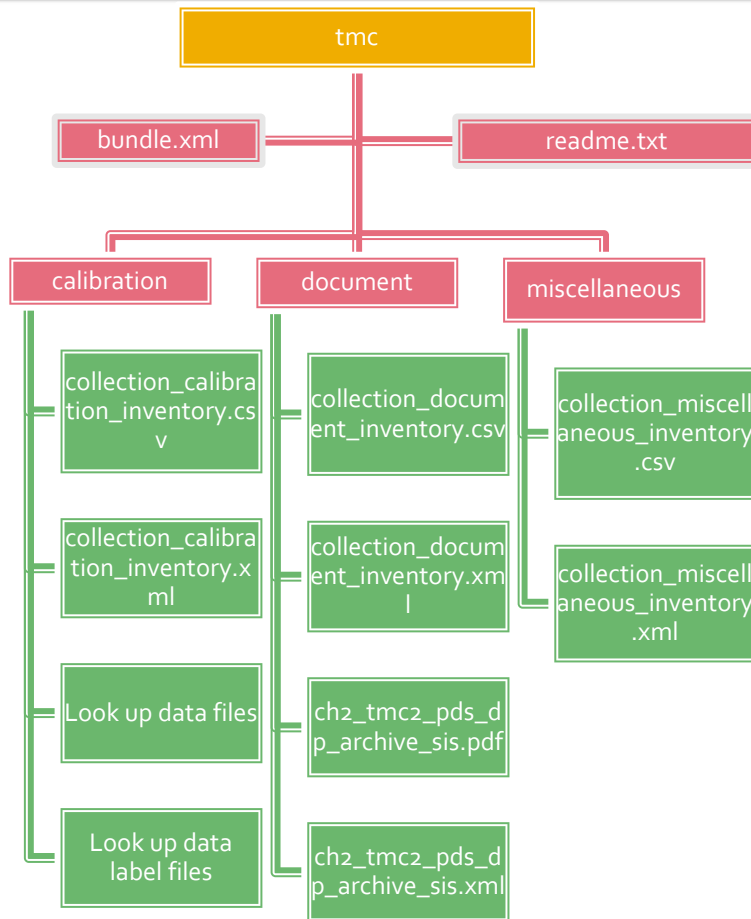 tmc
bundle.xml
readme.txt
calibration
document
miscellaneous
collection_calibra
tion_inventory.cs
v
collection_docum
ent_inventory.csv
collection_miscell
aneous_inventory
.csv
collection_calibra
tion_inventory.x
ml
collection_docum
ent_inventory.xm
l
collection_miscell
aneous_inventory
.xml
Look up data files
ch2_tmc2_pds_d
p_archive_sis.pdf
Look up data
label files
ch2_tmc2_pds_d
p_archive_sis.xml